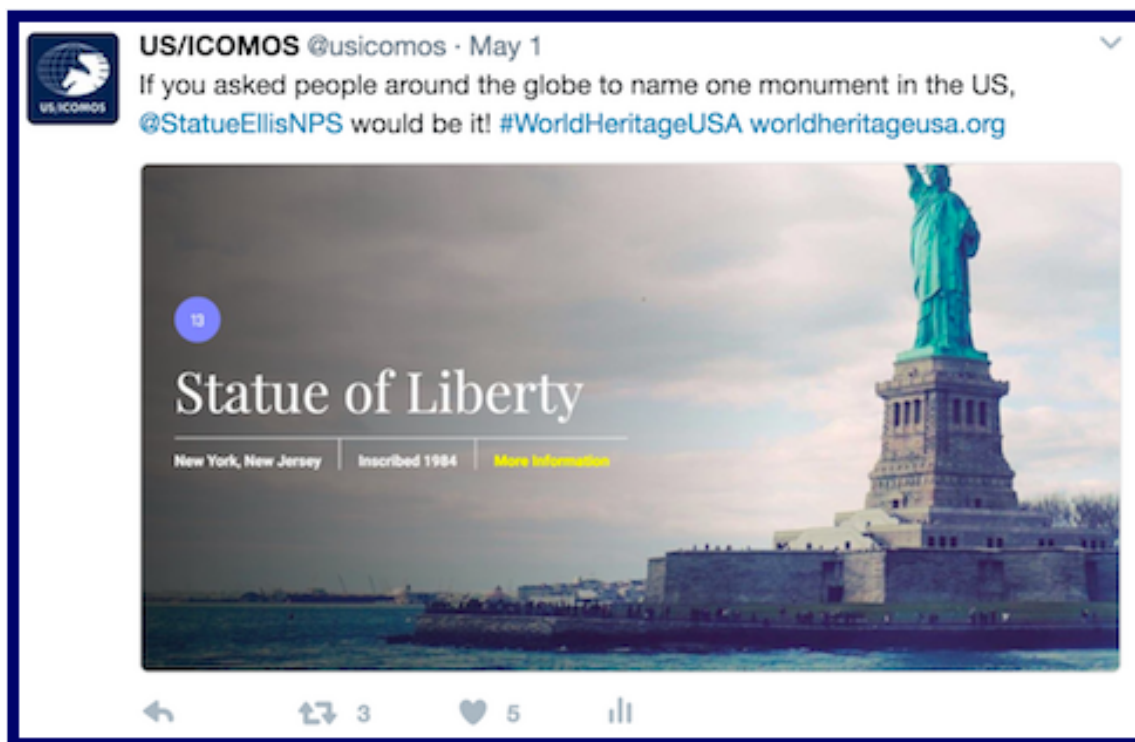 US/ICOMOS @usicomos · May 1
If you asked people around the globe to name one monument in the US,
@StatueEllisNPS would be it! #WorldHeritageUSA worldheritageusa.org
US/ICOMOS
13
Statue of Liberty
New York, New Jersey Inscribed 1984 More Information
3 5